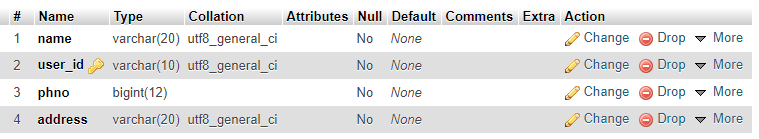 # Name Type Collation Attributes Null Default Comments Extra Action
1 name varchar(20) utf8_general_ci No None Change Drop More
2 user_id varchar(10) utf8_general_ci No None Change Drop More
3 phno bigint(12) No None Change Drop More
4 address varchar(20) utf8_general_ci No None Change Drop More